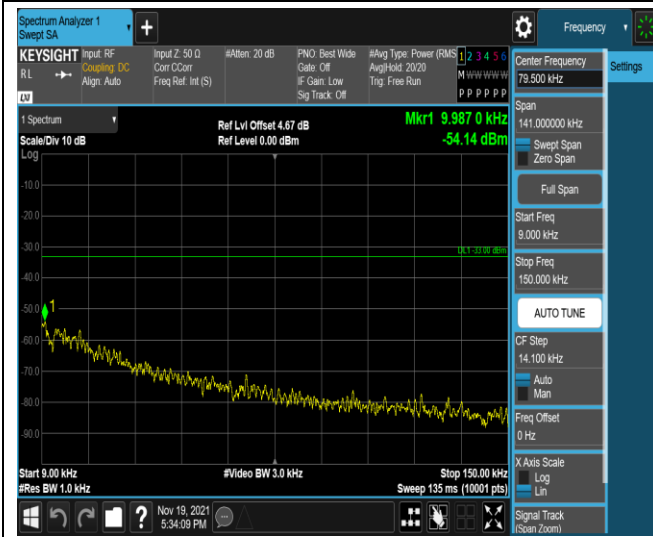 Spectrum Analyzer 1
Swept SA
+
Frequency
KEYSIGHT
RL
LXI
Input: RF
Coupling: DC
Align: Auto
Input Z: 50 Ω
Corr CCorr
Freq Ref: Int (S)
#Atten: 20 dB
PNO: Best Wide
Gate: Off
IF Gain: Low
Sig Track: Off
#Avg Type: Power (RMS
Avg|Hold: 20/20
Trig: Free Run
1 2 3 4 5 6
M W W W W W
P P P P P P
1 Spectrum
Scale/Div 10 dB
Log
Ref Lvl Offset 4.67 dB
Ref Level 0.00 dBm
Mkr1 9.987 0 kHz
-54.14 dBm
-10.0
-20.0
-30.0
DL1 -33.00 dBm
-40.0
-50.0
1
-60.0
-70.0
-80.0
-90.0
Start 9.00 kHz
#Res BW 1.0 kHz
#Video BW 3.0 kHz
Stop 150.00 kHz
Sweep 135 ms (10001 pts)
Nov 19, 2021
5:34:09 PM
?
Center Frequency
79.500 kHz
Settings
Span
141.000000 kHz
Swept Span
Zero Span
Full Span
Start Freq
9.000 kHz
Stop Freq
150.000 kHz
AUTO TUNE
CF Step
14.100 kHz
Auto
Man
Freq Offset
0 Hz
X Axis Scale
Log
Lin
Signal Track
(Span Zoom)